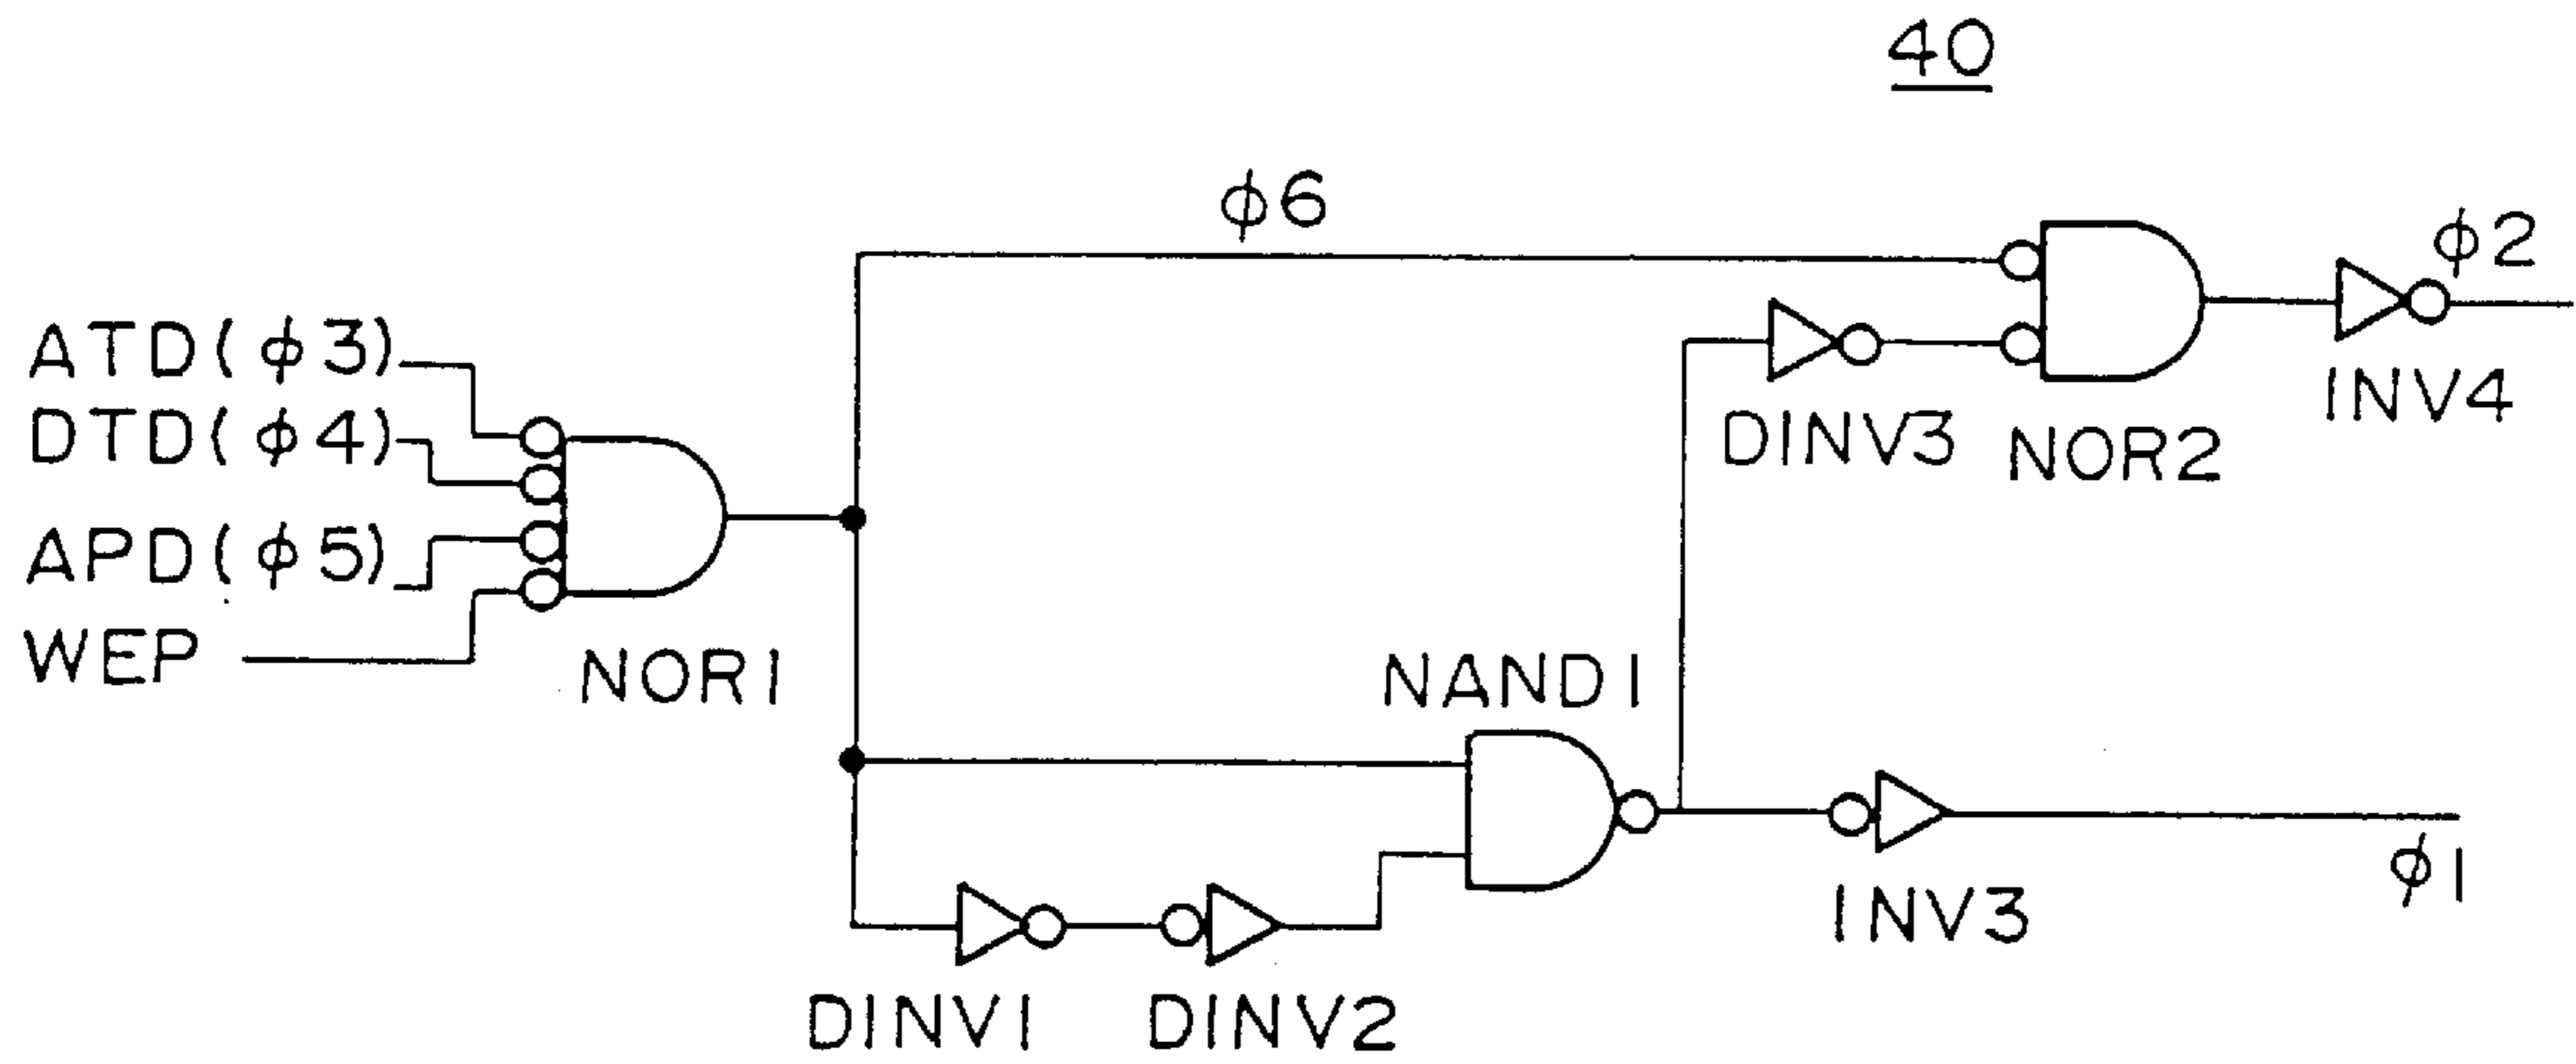 40
φ6
φ2
ATD(φ3)
DTD(φ4)
APD(φ5)
WEP
NOR1
DINV3
NOR2
INV4
NAND1
φ1
INV3
DINV1
DINV2